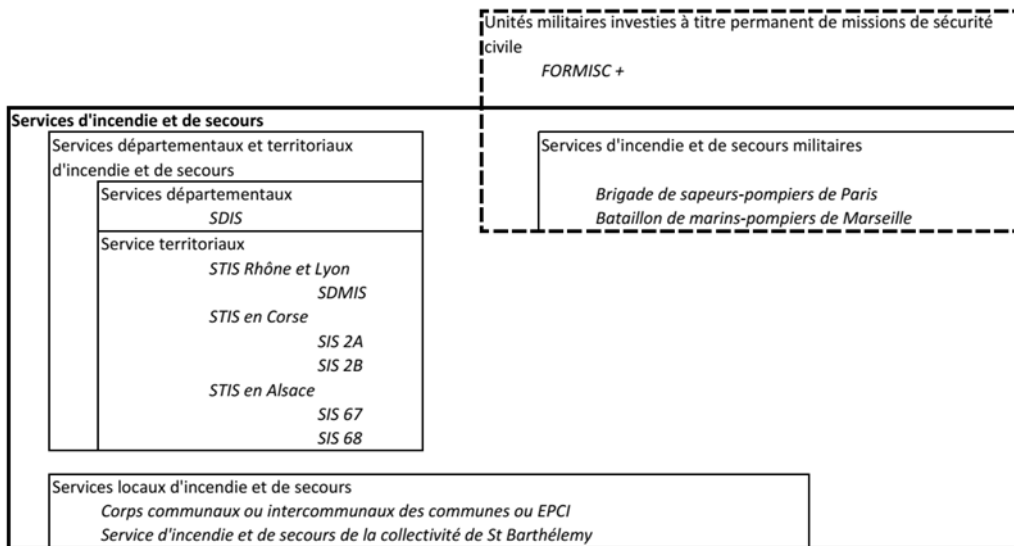 Unités militaires investies à titre permanent de missions de sécurité
civile
FORMISC +
Services d'incendie et de secours
Services départementaux et territoriaux
d'incendie et de secours
Services départementaux
SDIS
Service territoriaux
STIS Rhône et Lyon
SDMIS
STIS en Corse
SIS 2A
SIS 2B
STIS en Alsace
SIS 67
SIS 68
Services d'incendie et de secours militaires
Brigade de sapeurs-pompiers de Paris
Bataillon de marins-pompiers de Marseille
Services locaux d'incendie et de secours
Corps communaux ou intercommunaux des communes ou EPCI
Service d'incendie et de secours de la collectivité de St Barthélemy